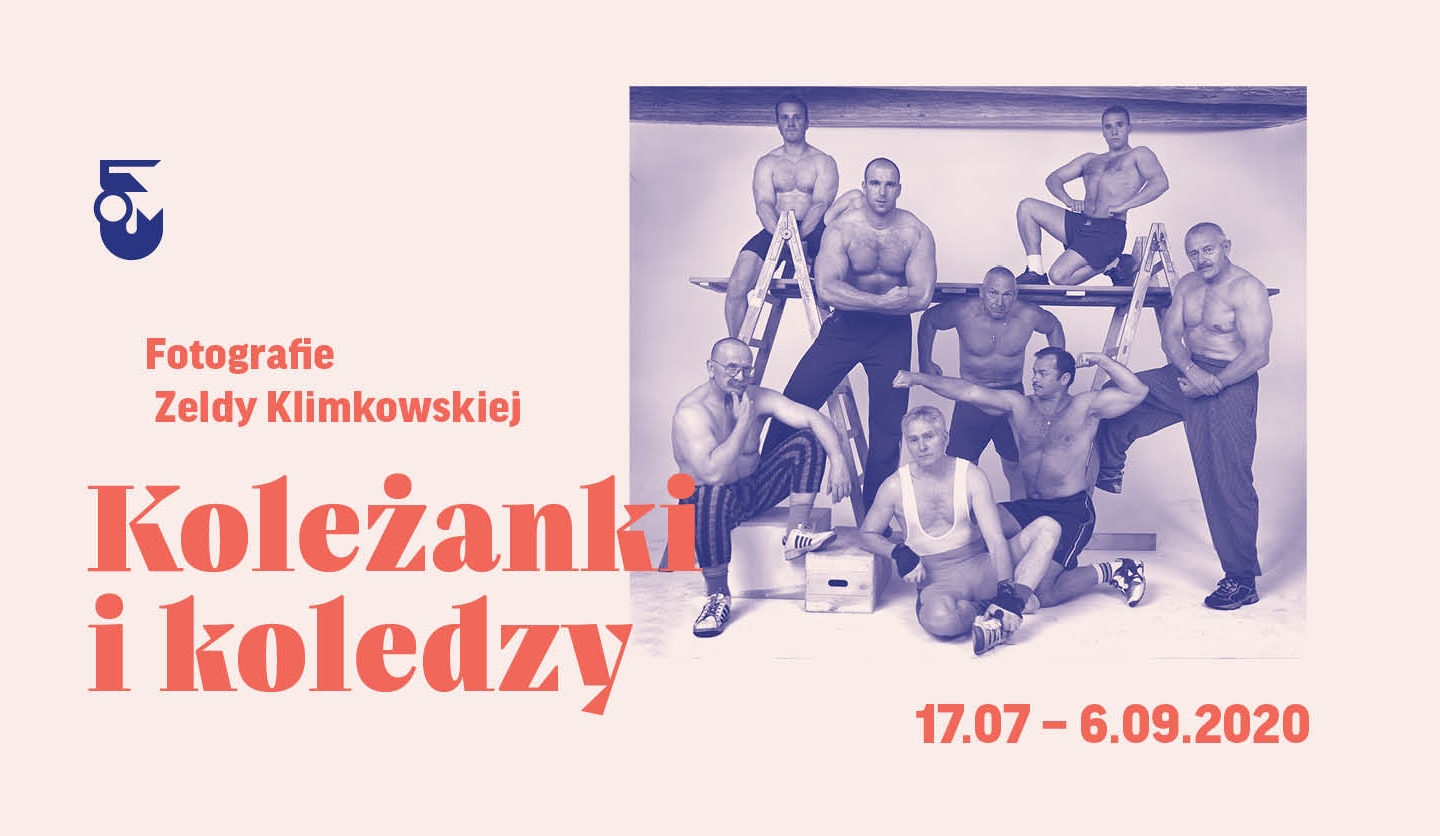 Fotografie
Zeldy Klimkowskiej
Koleżanki
i koledzy
17.07 – 6.09.2020